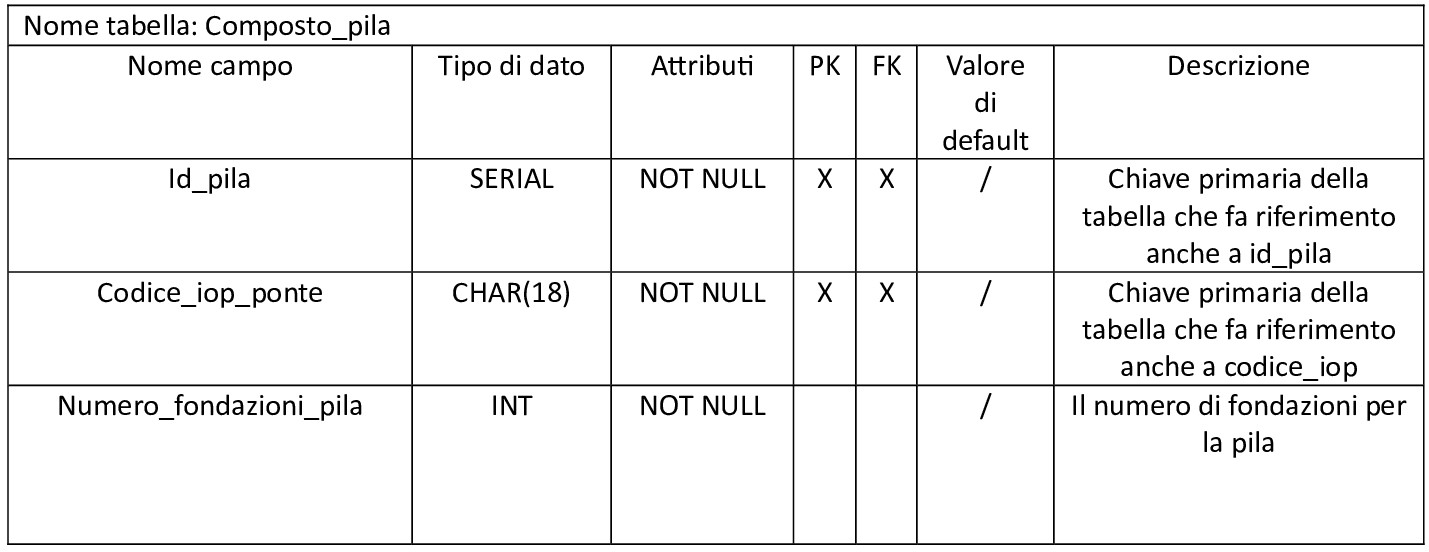 Nome tabella: Composto_pila
Nome campo Tipo di dato Attributi PK FK Valore di default Descrizione
Id_pila SERIAL NOT NULL X X / Chiave primaria della
tabella che fa riferimento
anche a id_pila
Codice_iop_ponte CHAR(18) NOT NULL X X / Chiave primaria della
tabella che fa riferimento
anche a codice_iop
Numero_fondazioni_pila INT NOT NULL / Il numero di fondazioni per
la pila